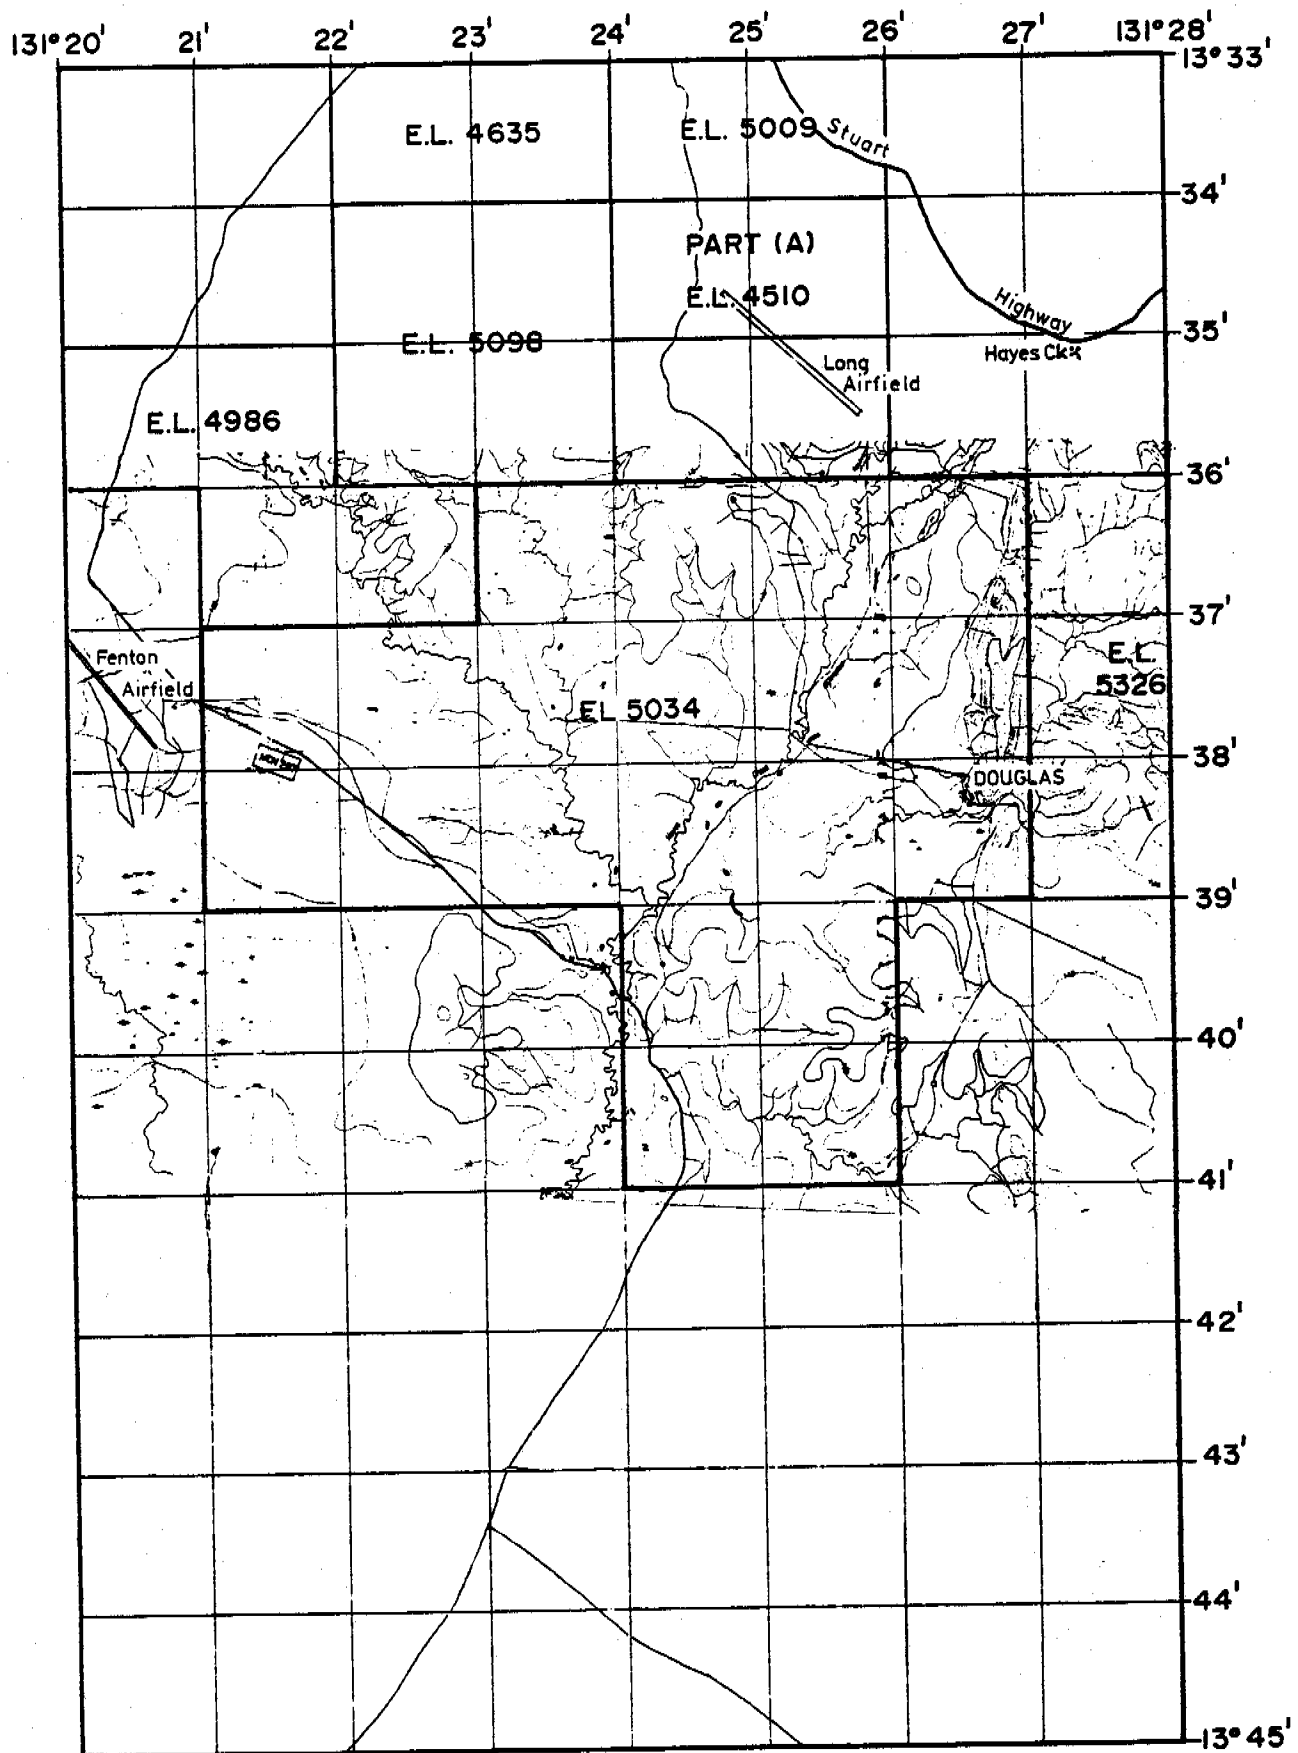 131°20' 21' 22' 23' 24' 25' 26' 27' 131°28'
13°33'
E.L. 4635
E.L. 5009
Stuart
34'
PART (A)
E.L. 4510
Highway
35'
E.L. 5098
Hayes Ck
Long
Airfield
E.L. 4986
36'
37'
Fenton
Airfield
E.L.
5326
EL 5034
38'
DOUGLAS
39'
40'
41'
42'
43'
44'
13°45'